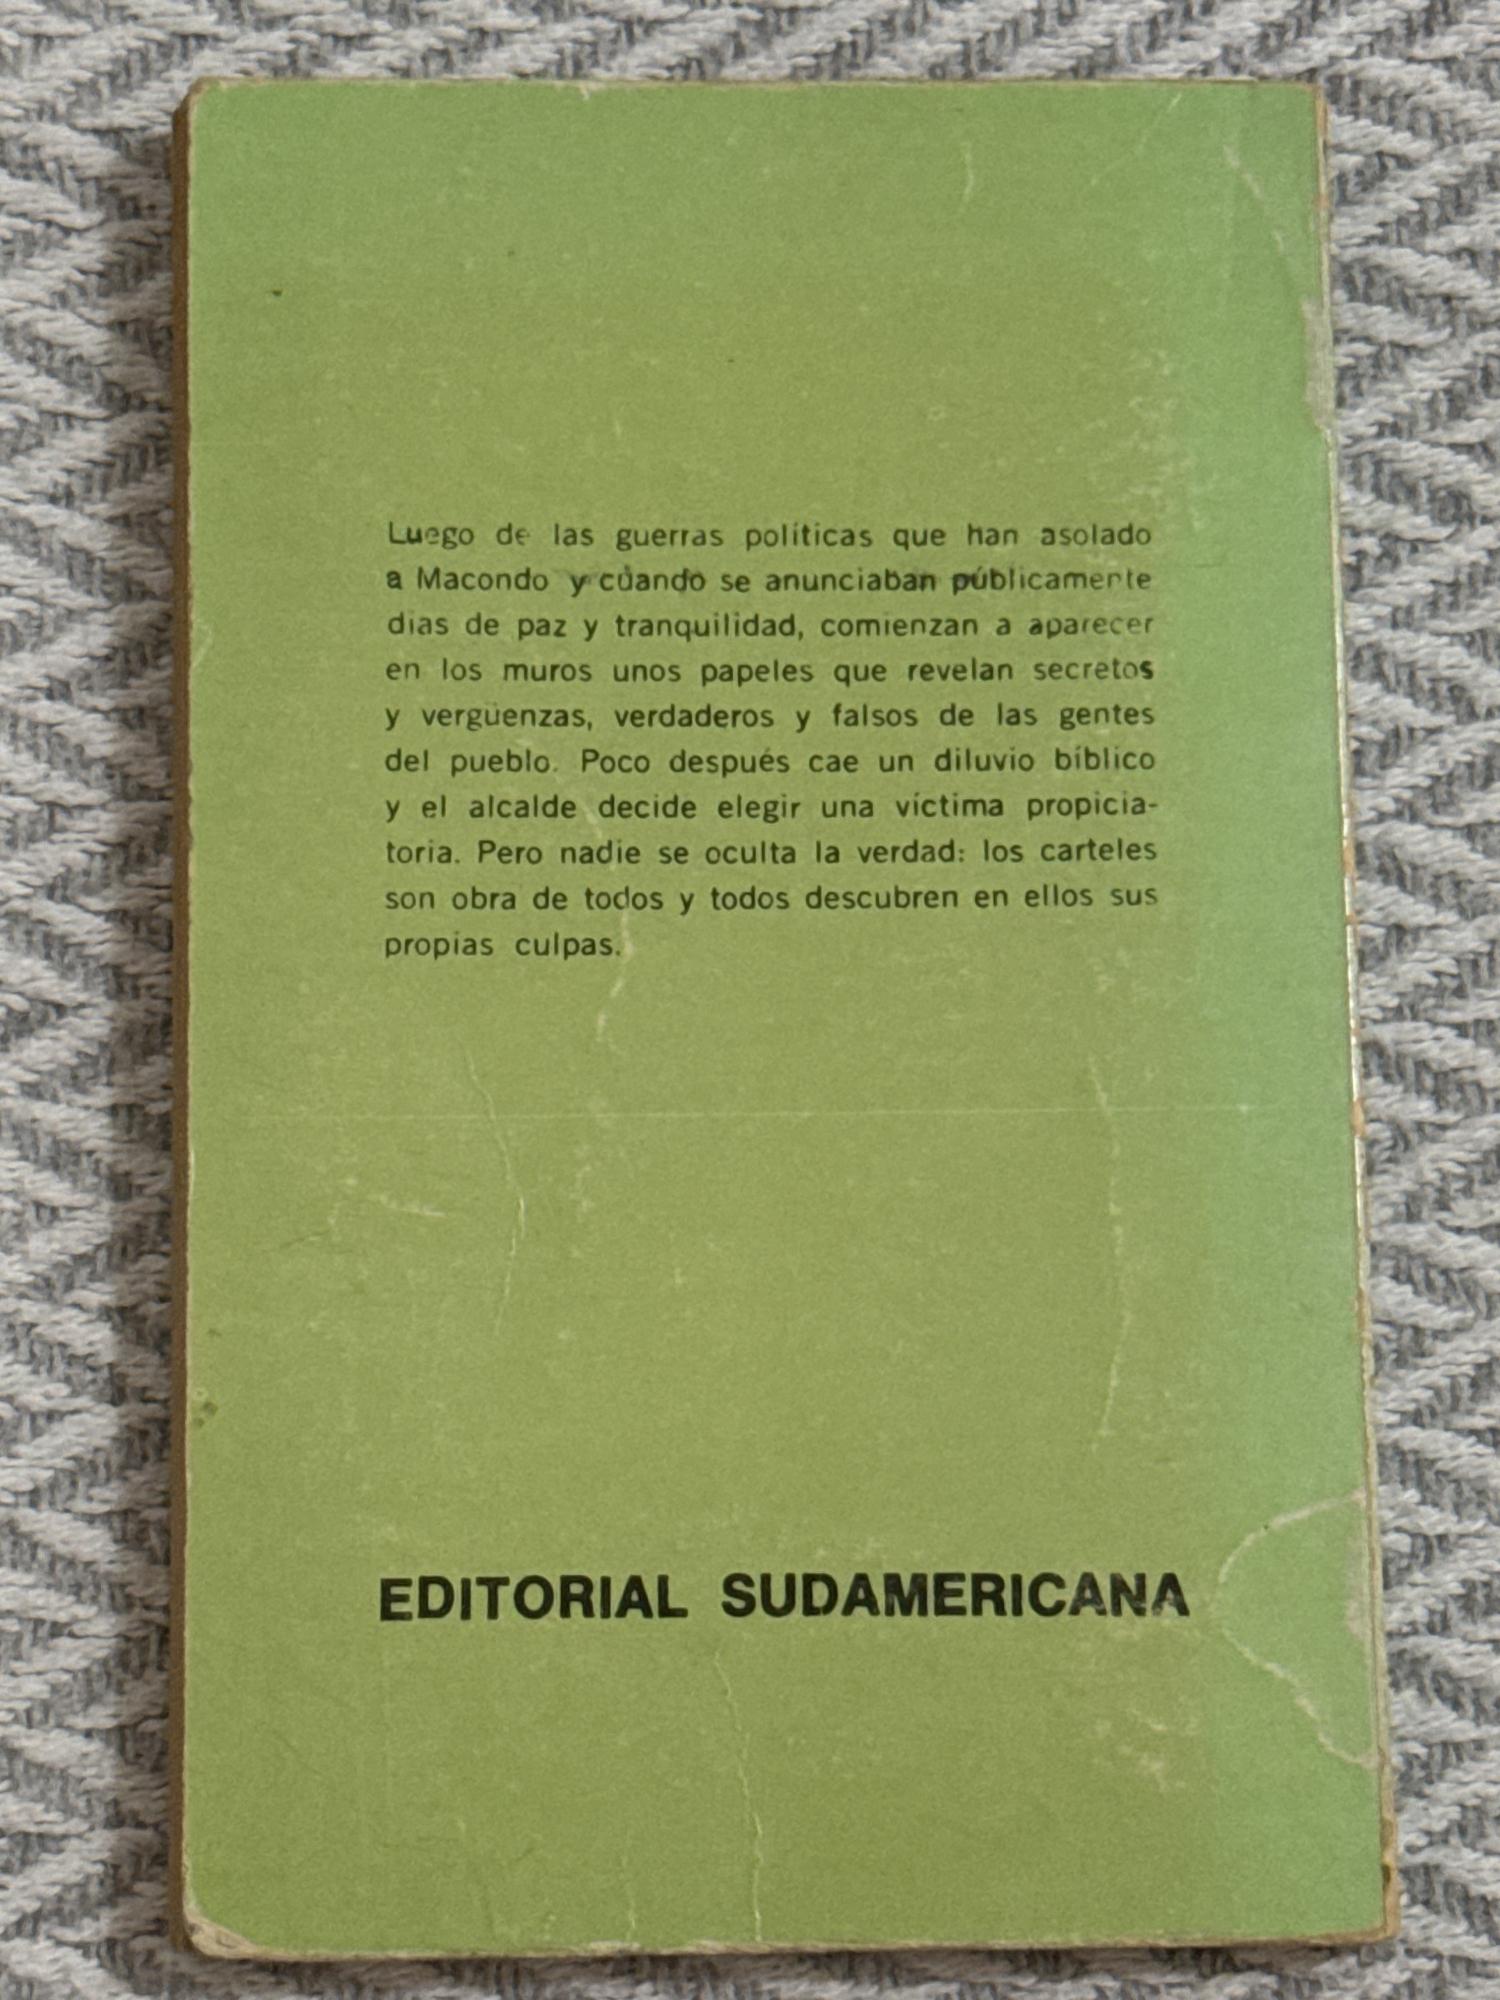 Luego de las guerras políticas que han asolado
a Macondo y cuando se anunciaban públicamente
días de paz y tranquilidad, comienzan a aparecer
en los muros unos papeles que revelan secretos
y vergüenzas, verdaderos y falsos de las gentes
del pueblo. Poco después cae un diluvio bíblico
y el alcalde decide elegir una víctima propicia-
toria. Pero nadie se oculta la verdad: los carteles
son obra de todos y todos descubren en ellos sus
propias culpas.
EDITORIAL SUDAMERICANA